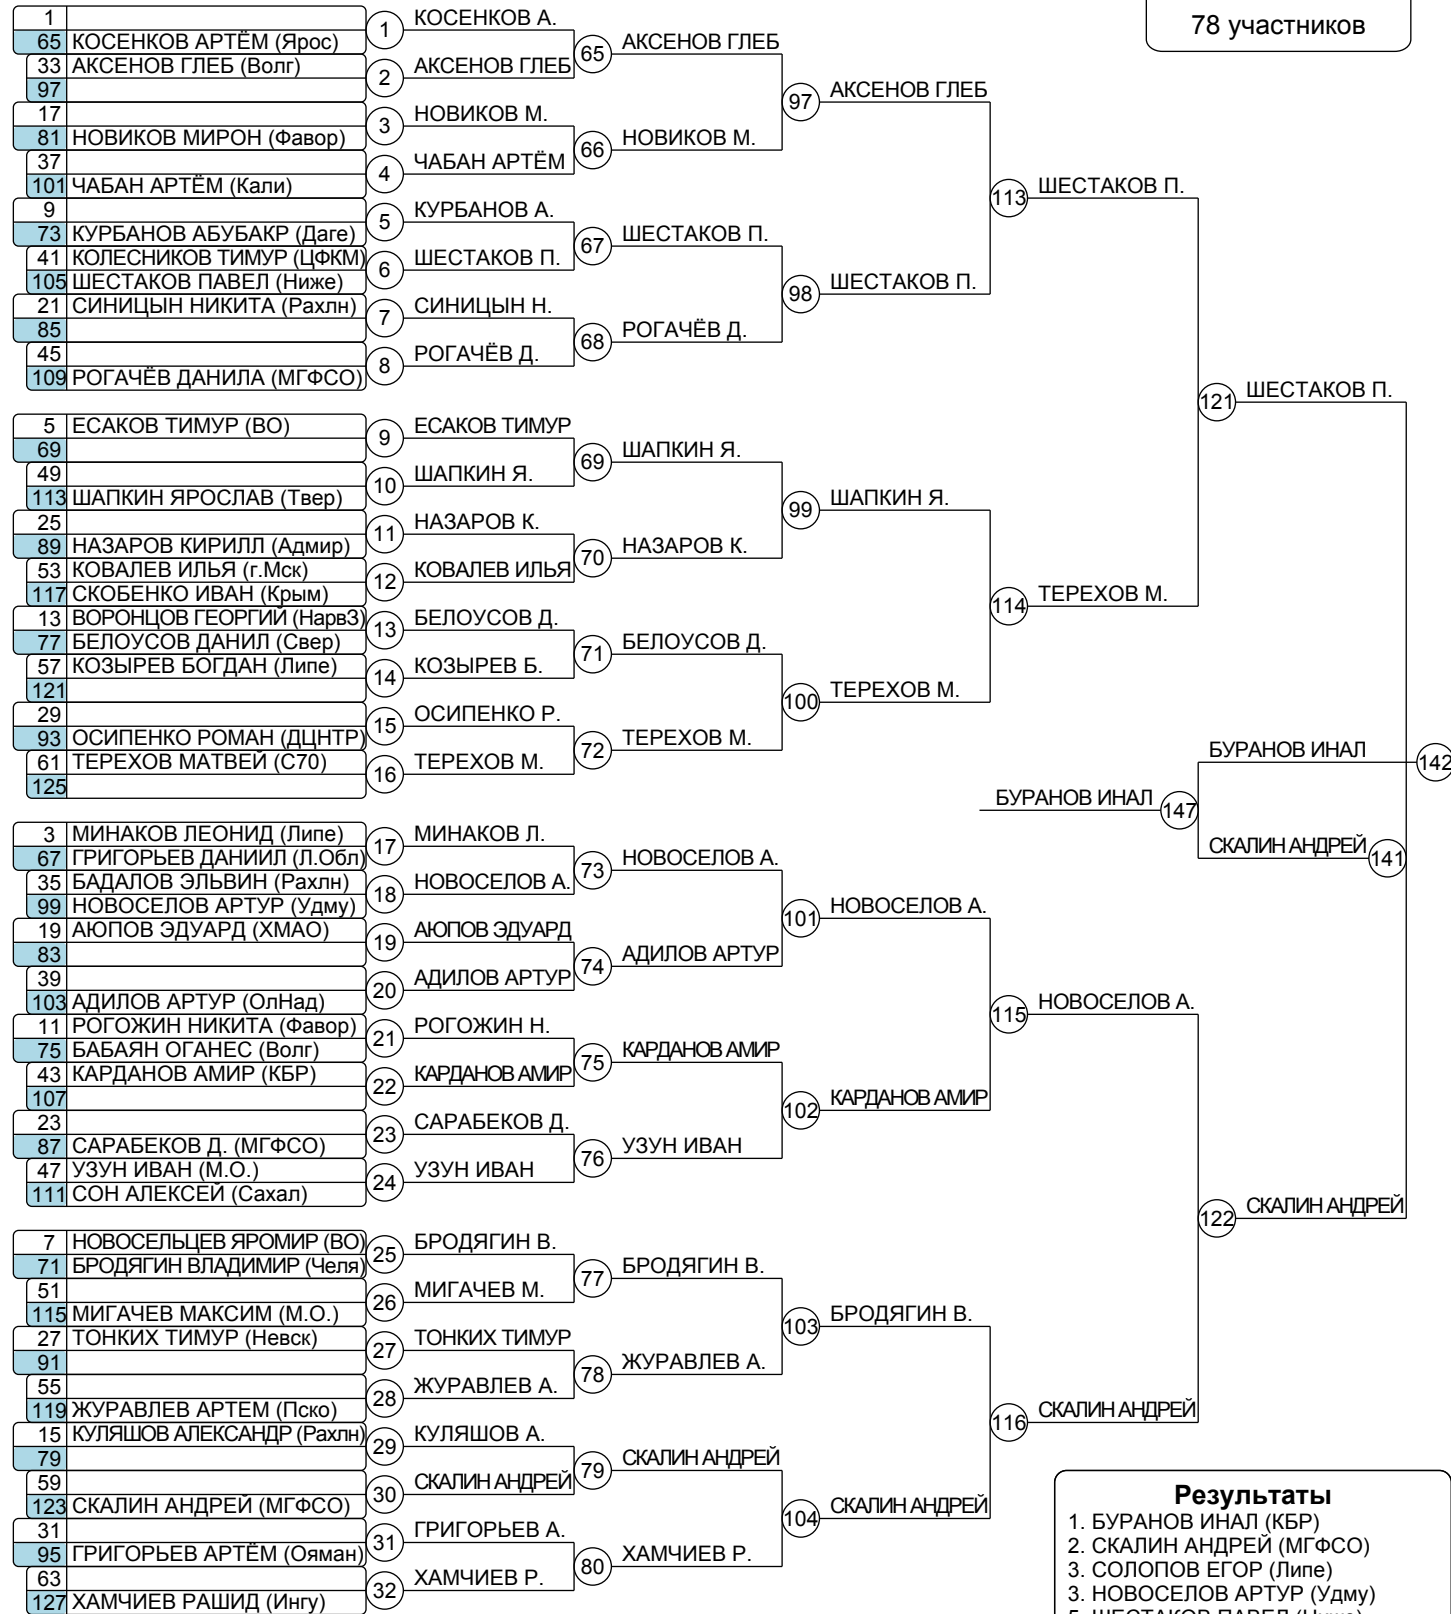 78 участников
1
65 КОСЕНКОВ АРТЁМ (Ярос)
33 АКСЕНОВ ГЛЕБ (Волг)
97
17
81 НОВИКОВ МИРОН (Фавор)
37
101 ЧАБАН АРТЁМ (Кали)
9
73 КУРБАНОВ АБУБАКР (Даге)
41 КОЛЕСНИКОВ ТИМУР (ЦФКМ)
105 ШЕСТАКОВ ПАВЕЛ (Ниже)
21 СИНИЦЫН НИКИТА (Рахлн)
85
45
109 РОГАЧЁВ ДАНИЛА (МГФСО)
5 ЕСАКОВ ТИМУР (ВО)
69
49
113 ШАПКИН ЯРОСЛАВ (Твер)
25
89 НАЗАРОВ КИРИЛЛ (Адмир)
53 КОВАЛЕВ ИЛЬЯ (г.Мск)
117 СКОБЕНКО ИВАН (Крым)
13 ВОРОНЦОВ ГЕОРГИЙ (НарвЗ)
77 БЕЛОУСОВ ДАНИЛ (Свер)
57 КОЗЫРЕВ БОГДАН (Липе)
121
29
93 ОСИПЕНКО РОМАН (ДЦНТР)
61 ТЕРЕХОВ МАТВЕЙ (С70)
125
3 МИНАКОВ ЛЕОНИД (Липе)
67 ГРИГОРЬЕВ ДАНИИЛ (Л.Обл)
35 БАДАЛОВ ЭЛЬВИН (Рахлн)
99 НОВОСЕЛОВ АРТУР (Удму)
19 АЮПОВ ЭДУАРД (ХМАО)
83
39
103 АДИЛОВ АРТУР (ОлНад)
11 РОГОЖИН НИКИТА (Фавор)
75 БАБАЯН ОГАНЕС (Волг)
43 КАРДАНОВ АМИР (КБР)
107
23
87 САРАБЕКОВ Д. (МГФСО)
47 УЗУН ИВАН (М.О.)
111 СОН АЛЕКСЕЙ (Сахал)
7 НОВОСЕЛЬЦЕВ ЯРОМИР (ВО)
71 БРОДЯГИН ВЛАДИМИР (Челя)
51
115 МИГАЧЕВ МАКСИМ (М.О.)
27 ТОНКИХ ТИМУР (Невск)
91
55
119 ЖУРАВЛЕВ АРТЕМ (Пско)
15 КУЛЯШОВ АЛЕКСАНДР (Рахлн)
79
59
123 СКАЛИН АНДРЕЙ (МГФСО)
31
95 ГРИГОРЬЕВ АРТЁМ (Ояман)
63
127 ХАМЧИЕВ РАШИД (Ингу)
1 КОСЕНКОВ А.
2 АКСЕНОВ ГЛЕБ
3 НОВИКОВ М.
4 ЧАБАН АРТЁМ
5 КУРБАНОВ А.
6 ШЕСТАКОВ П.
7 СИНИЦЫН Н.
8 РОГАЧЁВ Д.
9 ЕСАКОВ ТИМУР
10 ШАПКИН Я.
11 НАЗАРОВ К.
12 КОВАЛЕВ ИЛЬЯ
13 БЕЛОУСОВ Д.
14 КОЗЫРЕВ Б.
15 ОСИПЕНКО Р.
16 ТЕРЕХОВ М.
17 МИНАКОВ Л.
18 НОВОСЕЛОВ А.
19 АЮПОВ ЭДУАРД
20 АДИЛОВ АРТУР
21 РОГОЖИН Н.
22 КАРДАНОВ АМИР
23 САРАБЕКОВ Д.
24 УЗУН ИВАН
25 БРОДЯГИН В.
26 МИГАЧЕВ М.
27 ТОНКИХ ТИМУР
28 ЖУРАВЛЕВ А.
29 КУЛЯШОВ А.
30 СКАЛИН АНДРЕЙ
31 ГРИГОРЬЕВ А.
32 ХАМЧИЕВ Р.
65 АКСЕНОВ ГЛЕБ
66 НОВИКОВ М.
67 ШЕСТАКОВ П.
68 РОГАЧЁВ Д.
69 ШАПКИН Я.
70 НАЗАРОВ К.
71 БЕЛОУСОВ Д.
72 ТЕРЕХОВ М.
73 НОВОСЕЛОВ А.
74 АДИЛОВ АРТУР
75 КАРДАНОВ АМИР
76 УЗУН ИВАН
77 БРОДЯГИН В.
78 ЖУРАВЛЕВ А.
79 СКАЛИН АНДРЕЙ
80 ХАМЧИЕВ Р.
97 АКСЕНОВ ГЛЕБ
98 ШЕСТАКОВ П.
99 ШАПКИН Я.
100 ТЕРЕХОВ М.
101 НОВОСЕЛОВ А.
102 КАРДАНОВ АМИР
103 БРОДЯГИН В.
104 СКАЛИН АНДРЕЙ
113 ШЕСТАКОВ П.
114 ТЕРЕХОВ М.
115 НОВОСЕЛОВ А.
116 СКАЛИН АНДРЕЙ
121 ШЕСТАКОВ П.
122 СКАЛИН АНДРЕЙ
БУРАНОВ ИНАЛ 142
БУРАНОВ ИНАЛ 147
СКАЛИН АНДРЕЙ 141
Результаты
1. БУРАНОВ ИНАЛ (КБР)
2. СКАЛИН АНДРЕЙ (МГФСО)
3. СОЛОПОВ ЕГОР (Липе)
3. НОВОСЕЛОВ АРТУР (Удму)
5. ШЕСТАКОВ ПАВЕЛ (Ниже)